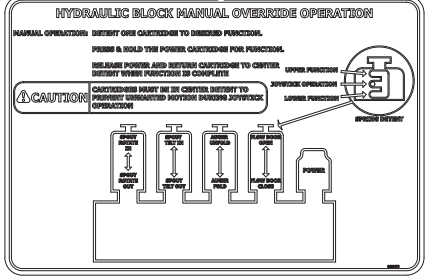 HYDRAULIC BLOCK MANUAL OVERRIDE OPERATION
MANUAL OPERATION: DETENT ONE CARTRIDGE TO DESIRED FUNCTION.
PRESS & HOLD THE POWER CARTRIDGE FOR FUNCTION.
RELEASE POWER AND RETURN CARTRIDGE TO CENTER
DETENT WHEN FUNCTION IS COMPLETE
UPPER FUNCTION
JOYSTICK OPERATION
LOWER FUNCTION
SPRING DETENT
CAUTION
CARTRIDGES MUST BE IN CENTER DETENT TO
PREVENT UNWANTED MOTION DURING JOYSTICK
OPERATION
SPOUT
ROTATE
IN
SPOUT
ROTATE
OUT
SPOUT
TILT IN
SPOUT
TILT OUT
AUGER
UNFOLD
AUGER
FOLD
FLOW DOOR
OPEN
FLOW DOOR
CLOSE
POWER